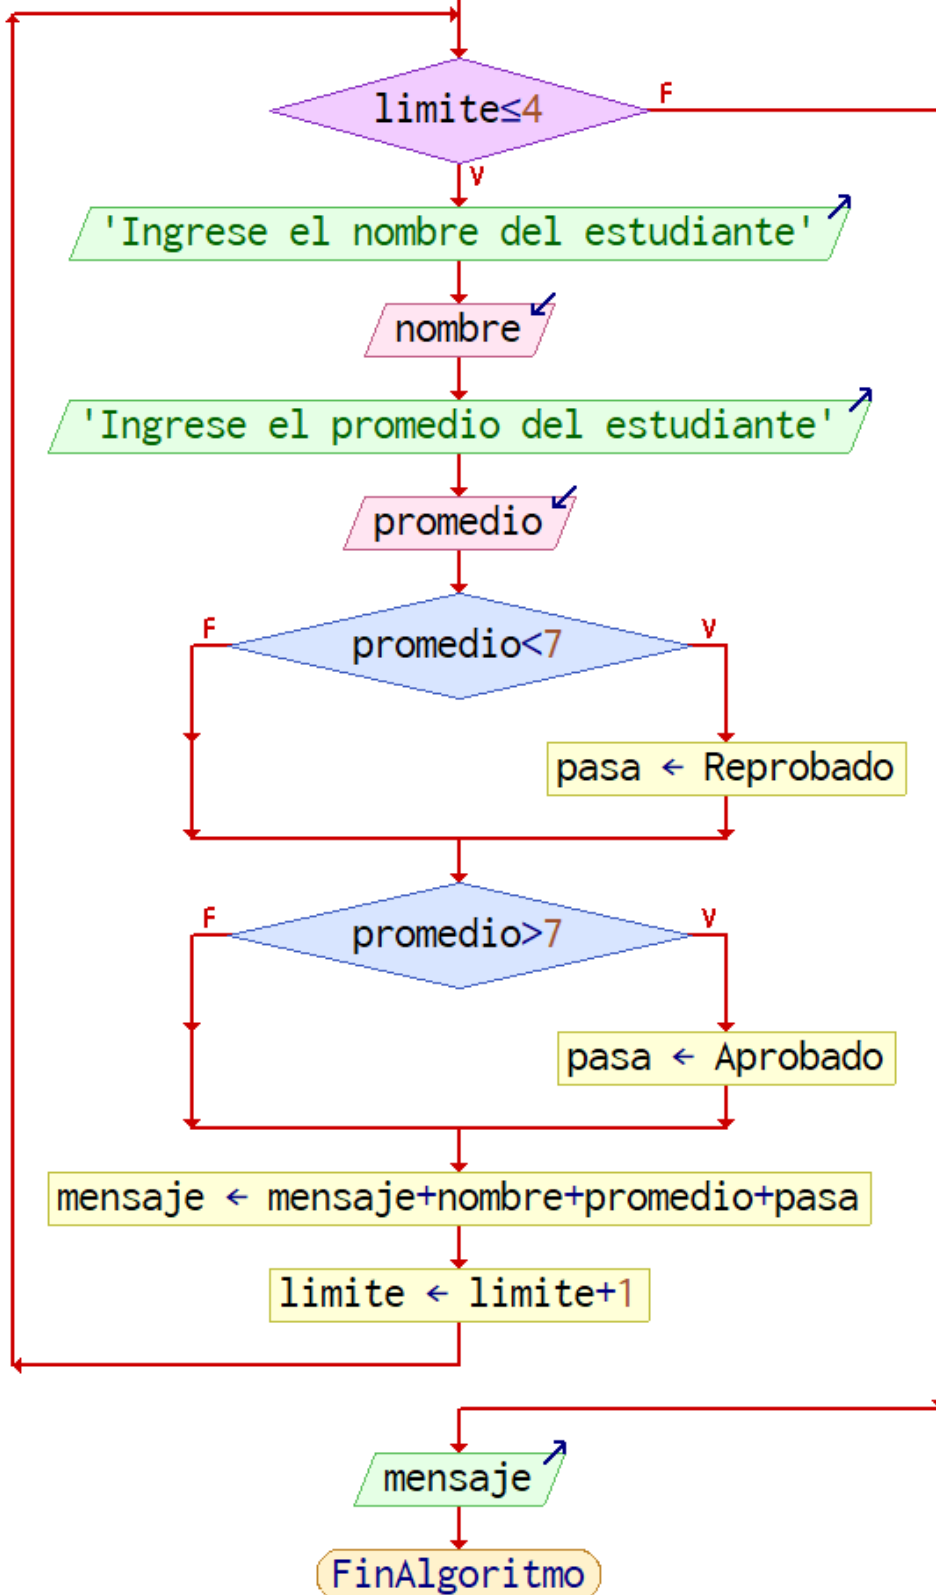 limite≤4
F
V
'Ingrese el nombre del estudiante'
nombre
'Ingrese el promedio del estudiante'
promedio
F
promedio<7
V
pasa ← Reprobado
F
promedio>7
V
pasa ← Aprobado
mensaje ← mensaje+nombre+promedio+pasa
limite ← limite+1
mensaje
FinAlgoritmo